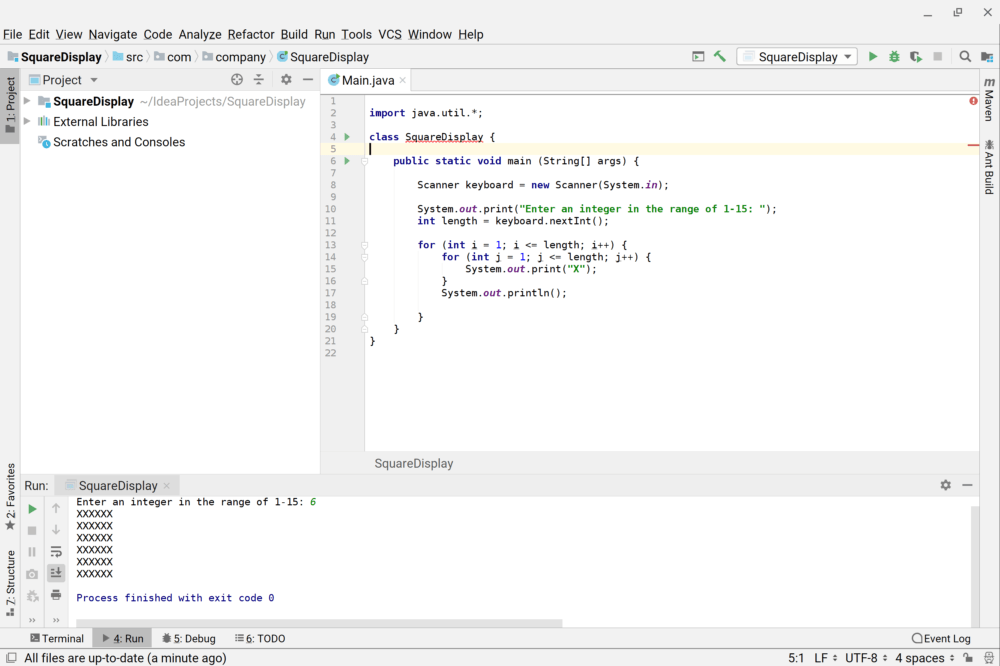 File Edit View Navigate Code Analyze Refactor Build Run Tools VCS Window Help
SquareDisplay src com company SquareDisplay
SquareDisplay
1: Project
Project
SquareDisplay ~/IdeaProjects/SquareDisplay
External Libraries
Scratches and Consoles
Main.java
1
2 import java.util.*;
3
4 class SquareDisplay {
5
6 public static void main (String[] args) {
7
8 Scanner keyboard = new Scanner(System.in);
9
10 System.out.print("Enter an integer in the range of 1-15: ");
11 int length = keyboard.nextInt();
12
13 for (int i = 1; i <= length; i++) {
14 for (int j = 1; j <= length; j++) {
15 System.out.print("X");
16 }
17 System.out.println();
18
19 }
20 }
21 }
22
SquareDisplay
m Maven
Ant Build
2: Favorites
7: Structure
Run: SquareDisplay
Enter an integer in the range of 1-15: 6
XXXXXX
XXXXXX
XXXXXX
XXXXXX
XXXXXX
XXXXXX
Process finished with exit code 0
Terminal 4: Run 5: Debug 6: TODO Event Log
All files are up-to-date (a minute ago) 5:1 LF UTF-8 4 spaces